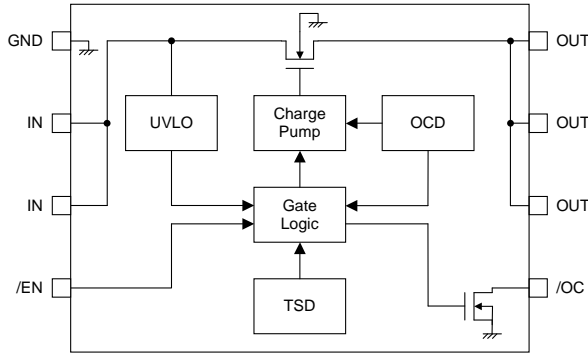 GND
OUT
IN
UVLO
Charge
Pump
OCD
OUT
IN
Gate
Logic
OUT
/EN
TSD
/OC